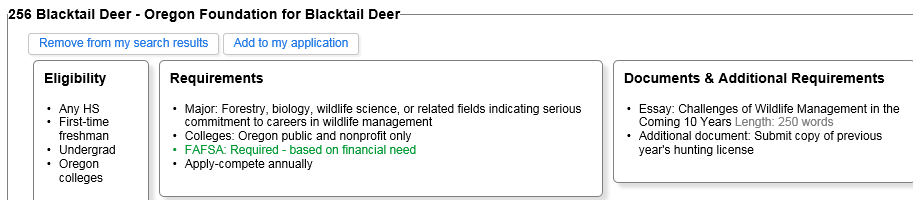 256 Blacktail Deer - Oregon Foundation for Blacktail Deer
Remove from my search results
Add to my application
Eligibility
• Any HS
• First-time
freshman
• Undergrad
• Oregon
colleges
Requirements
• Major: Forestry, biology, wildlife science, or related fields indicating serious
commitment to careers in wildlife management
• Colleges: Oregon public and nonprofit only
• FAFSA: Required - based on financial need
• Apply-compete annually
Documents & Additional Requirements
• Essay: Challenges of Wildlife Management in the
Coming 10 Years Length: 250 words
• Additional document: Submit copy of previous
year's hunting license